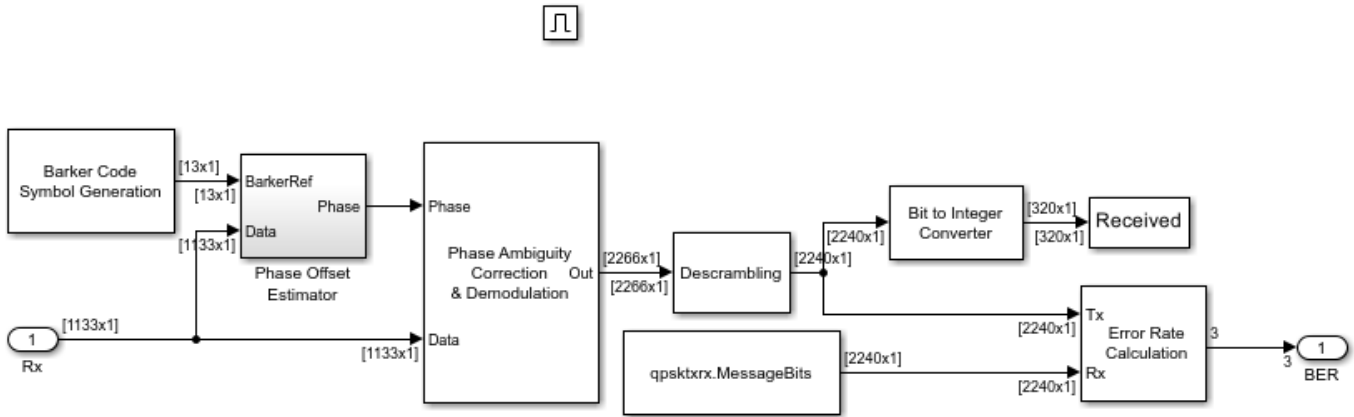 Barker Code
Symbol Generation
[13x1]
[13x1]
BarkerRef
Phase
Data
[1133x1]
Phase Offset
Estimator
[1133x1]
1
Rx
[1133x1]
Phase
Phase Ambiguity
Correction
& Demodulation
Out
Data
[2266x1]
[2266x1]
Descrambling
[2240x1]
[2240x1]
Bit to Integer
Converter
[320x1]
[320x1]
Received
qpsktxrx.MessageBits
[2240x1]
[2240x1]
[2240x1]
Tx
Error Rate
Calculation
Rx
3
3
1
BER